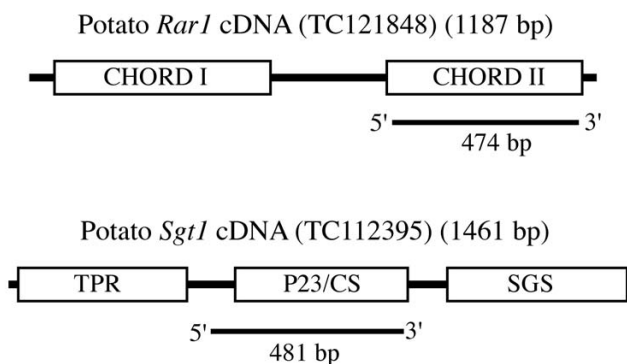 Potato Rar1 cDNA (TC121848) (1187 bp)
CHORD I CHORD II
5' 3'
474 bp
Potato Sgt1 cDNA (TC112395) (1461 bp)
TPR P23/CS SGS
5' 3'
481 bp